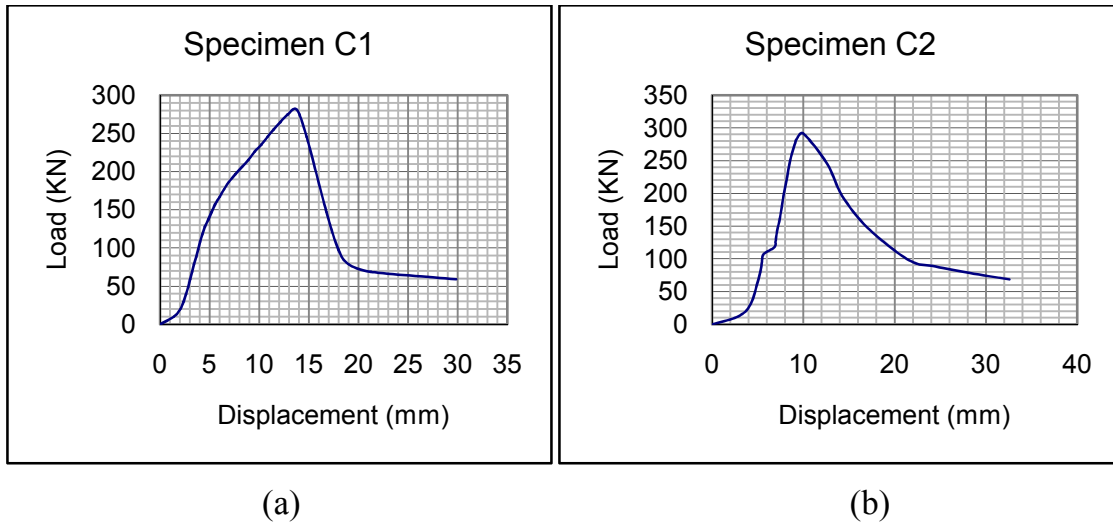 Specimen C1
300
250
200
150
100
50
0
Load (KN)
0 5 10 15 20 25 30 35
Displacement (mm)
(a)
Specimen C2
350
300
250
200
150
100
50
0
Load (KN)
0 10 20 30 40
Displacement (mm)
(b)